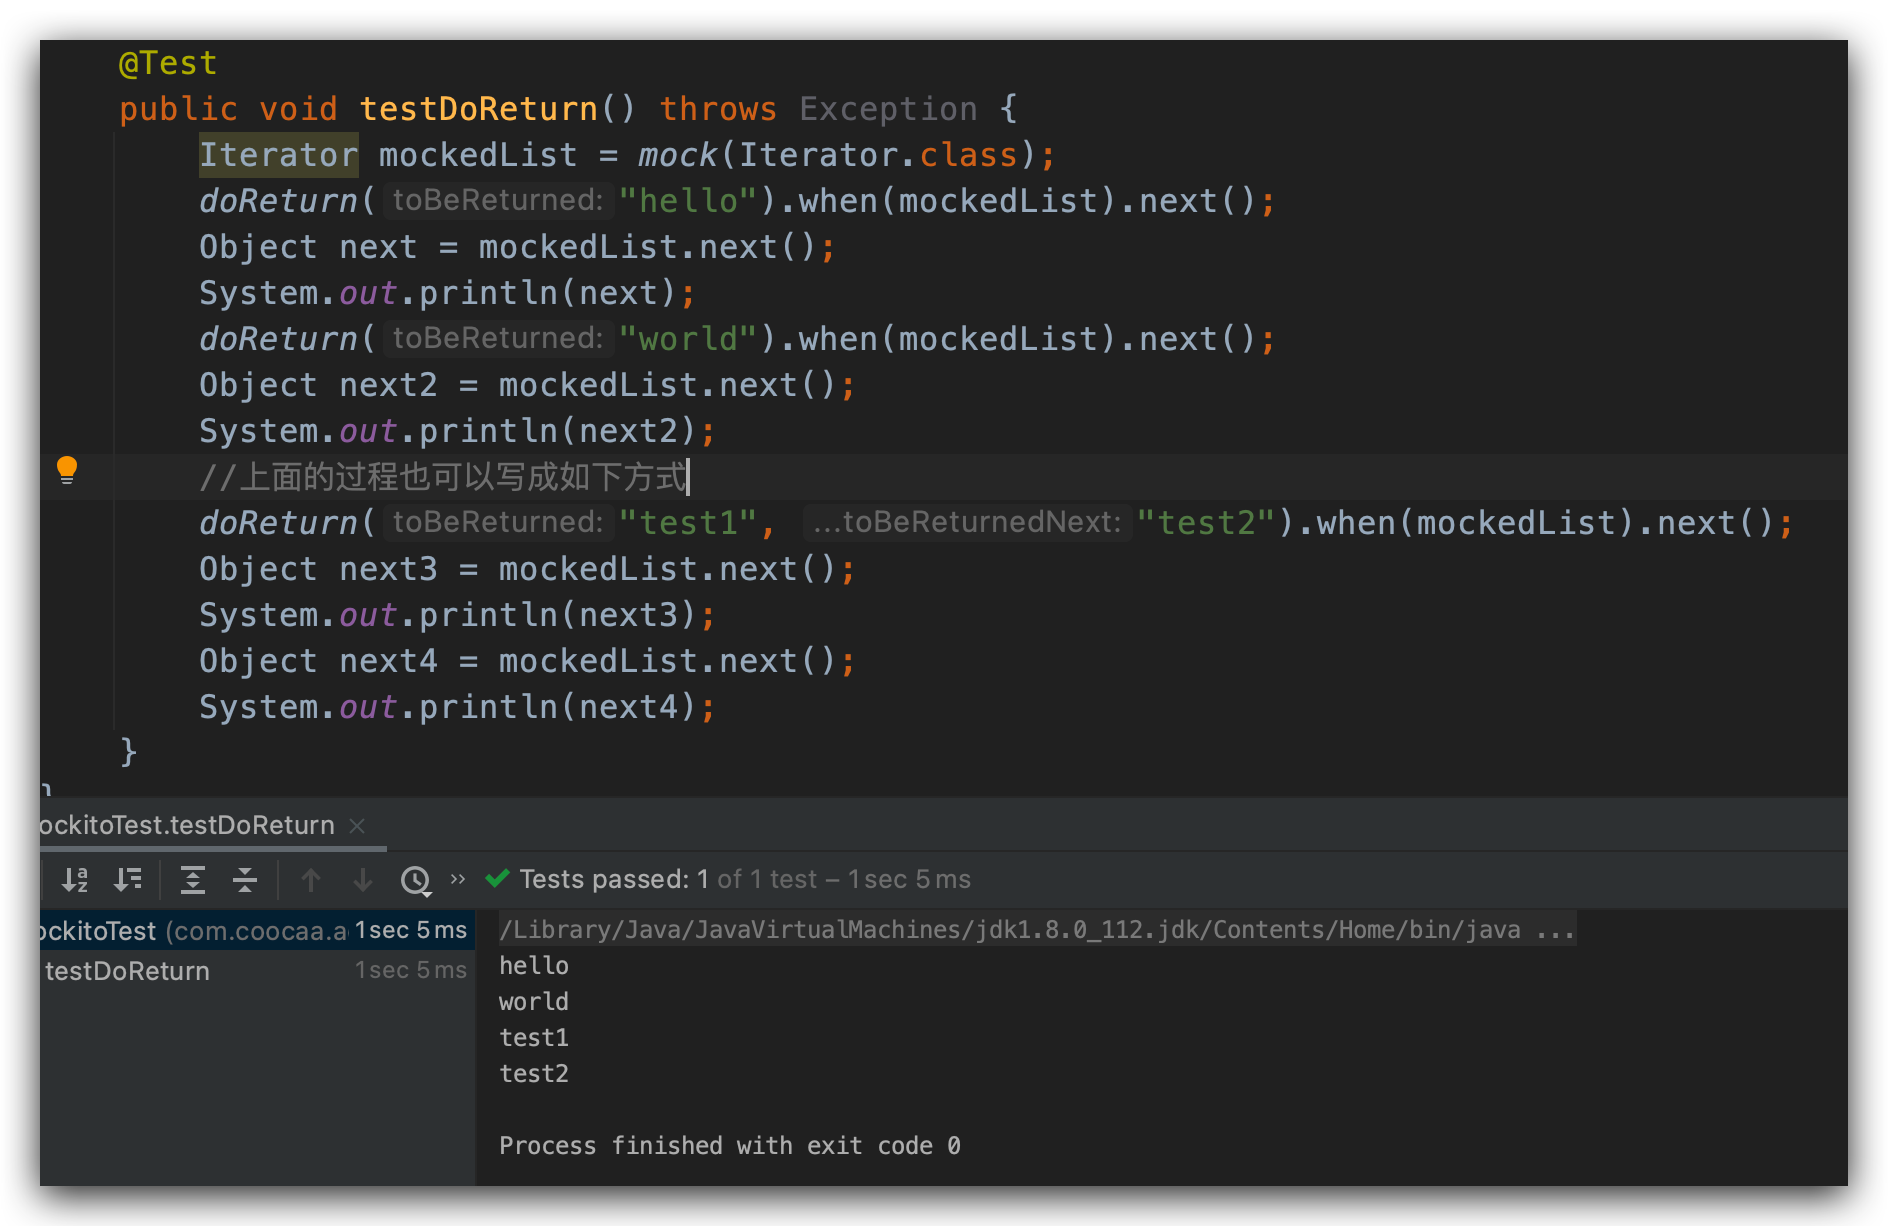 @Test
public void testDoReturn() throws Exception {
Iterator mockedList = mock(Iterator.class);
doReturn( toBeReturned: "hello").when(mockedList).next();
Object next = mockedList.next();
System.out.println(next);
doReturn( toBeReturned: "world").when(mockedList).next();
Object next2 = mockedList.next();
System.out.println(next2);
//上面的过程也可以写成如下方式
doReturn( toBeReturned: "test1", ...toBeReturnedNext: "test2").when(mockedList).next();
Object next3 = mockedList.next();
System.out.println(next3);
Object next4 = mockedList.next();
System.out.println(next4);
}
}
ockitoTest.testDoReturn ×
» Tests passed: 1 of 1 test – 1 sec 5 ms
ockitoTest (com.coocaa.a 1 sec 5 ms
testDoReturn 1 sec 5 ms
/Library/Java/JavaVirtualMachines/jdk1.8.0_112.jdk/Contents/Home/bin/java ...
hello
world
test1
test2
Process finished with exit code 0